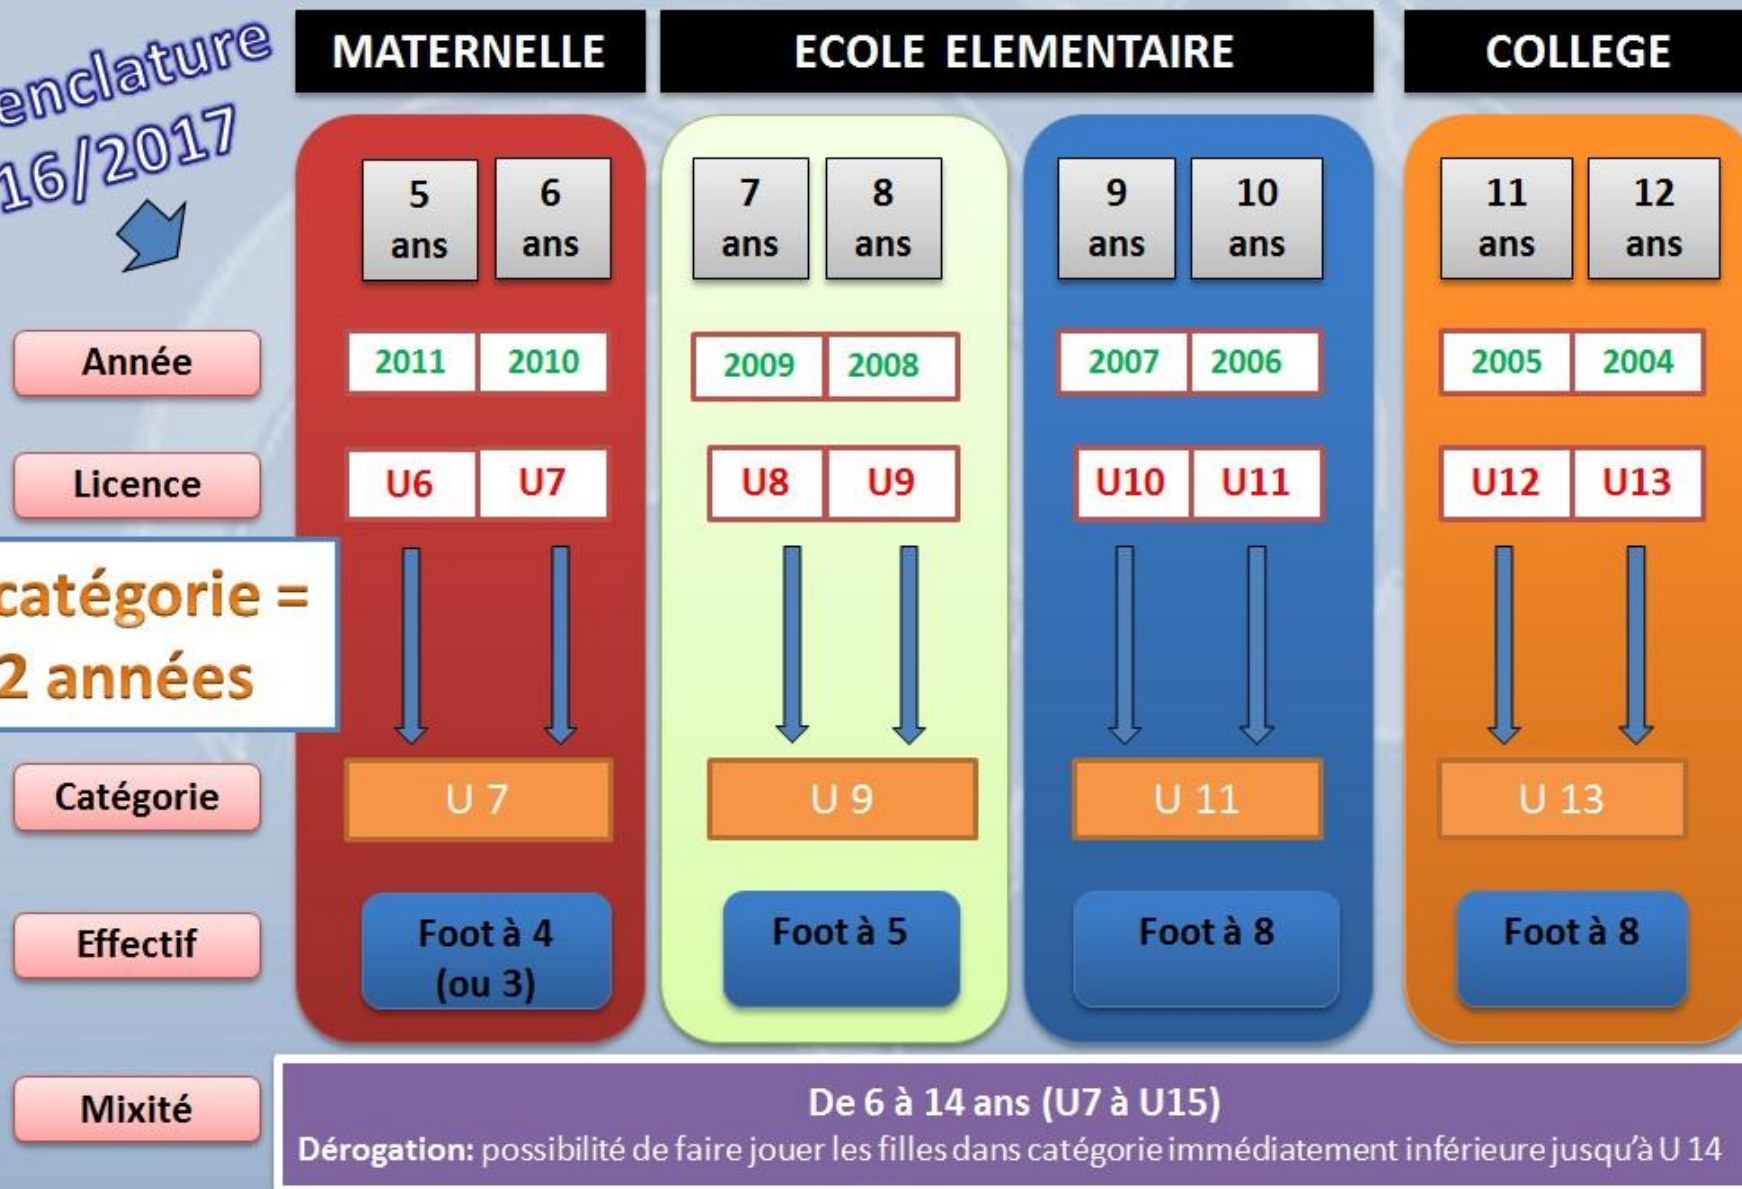 enclature
16/2017
MATERNELLE
ECOLE ELEMENTAIRE
COLLEGE
5 ans
6 ans
7 ans
8 ans
9 ans
10 ans
11 ans
12 ans
Année
2011 2010 2009 2008 2007 2006 2005 2004
Licence
U6 U7 U8 U9 U10 U11 U12 U13
catégorie =
2 années
Catégorie
U 7 U 9 U 11 U 13
Effectif
Foot à 4
(ou 3)
Foot à 5
Foot à 8
Foot à 8
Mixité
De 6 à 14 ans (U7 à U15)
Dérogation: possibilité de faire jouer les filles dans catégorie immédiatement inférieure jusqu'à U 14